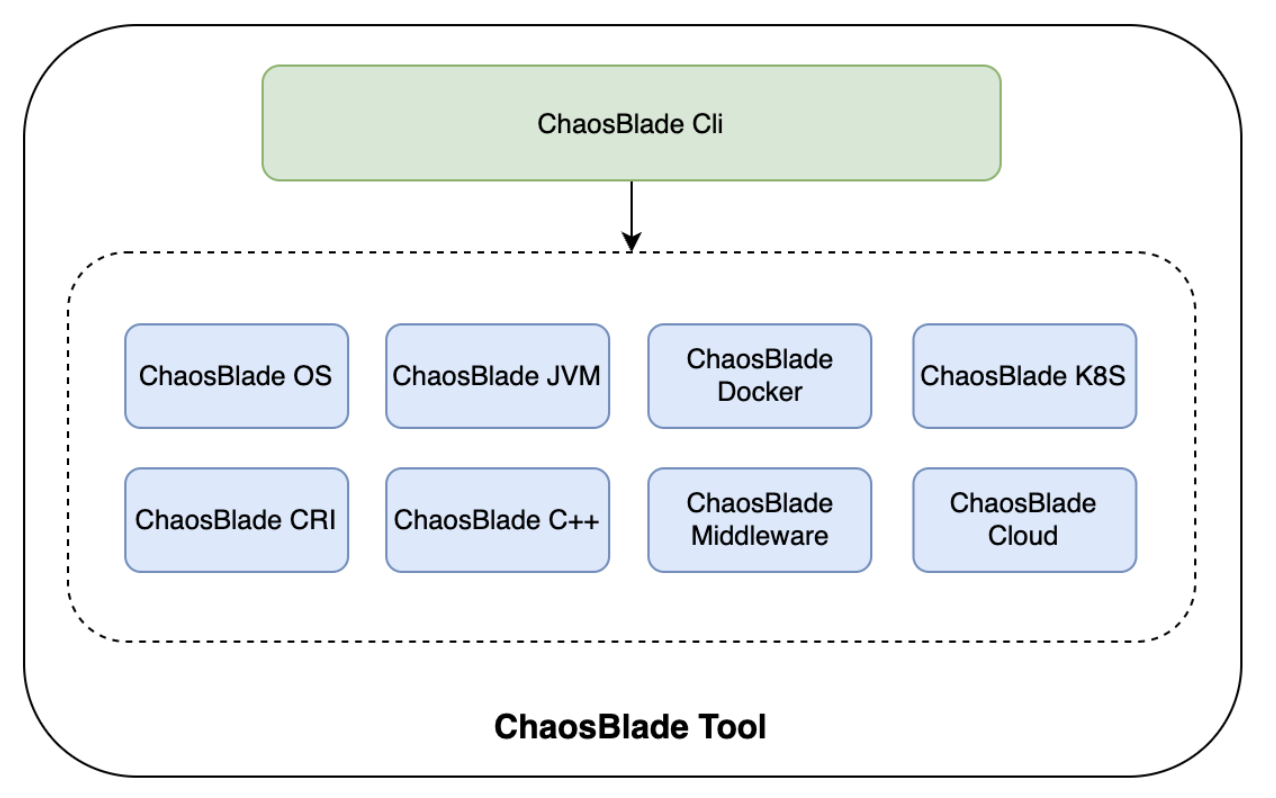 ChaosBlade Cli
ChaosBlade OS
ChaosBlade JVM
ChaosBlade
Docker
ChaosBlade K8S
ChaosBlade CRI
ChaosBlade C++
ChaosBlade
Middleware
ChaosBlade
Cloud
ChaosBlade Tool